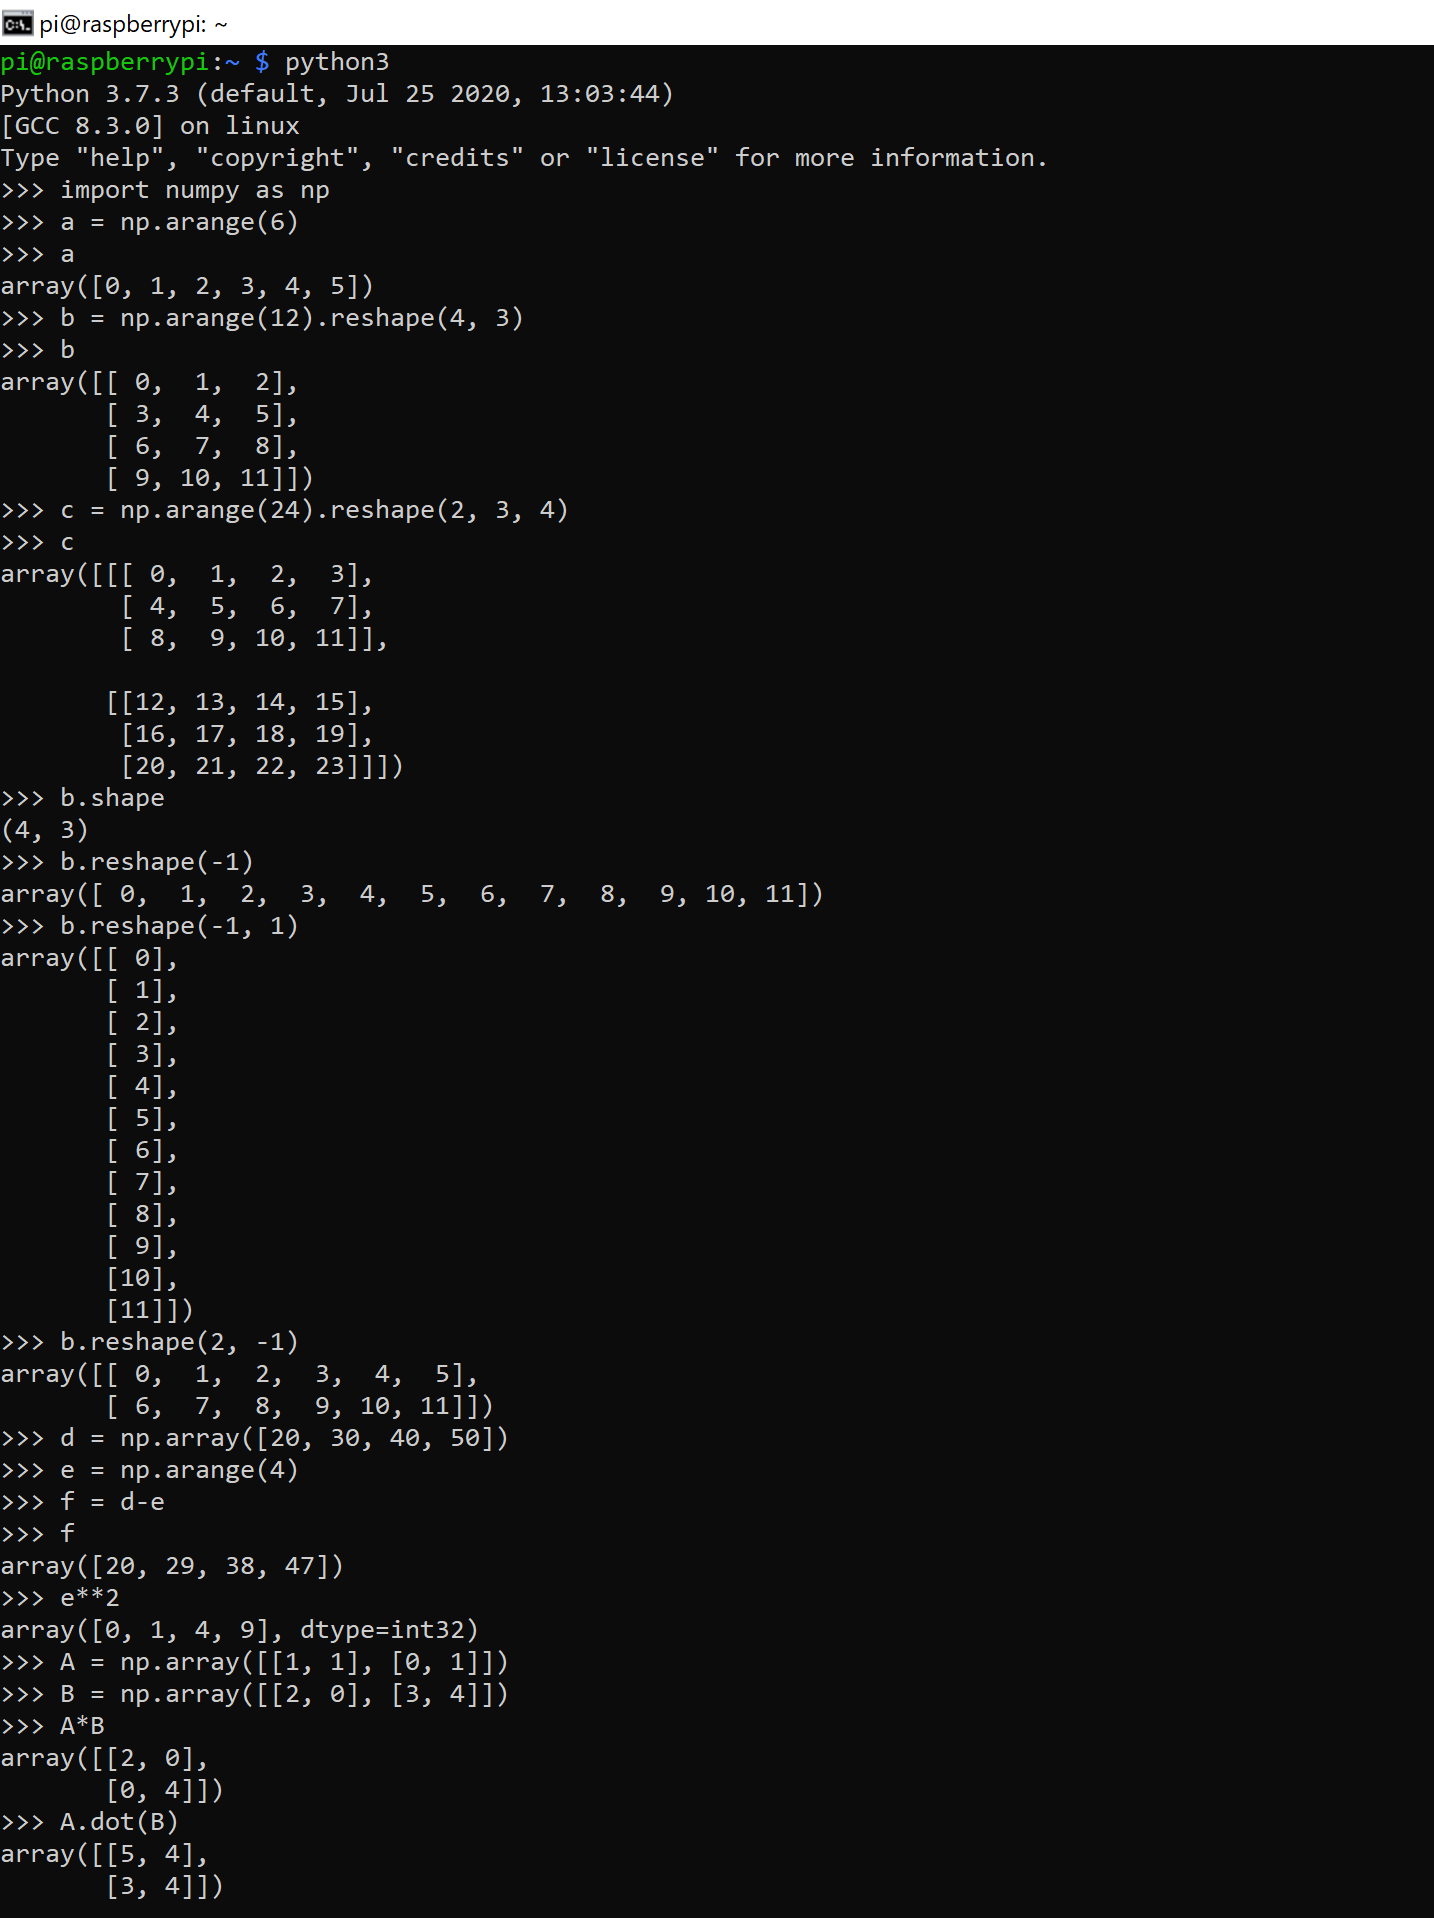 pi@raspberrypi: ~
pi@raspberrypi:~ $ python3
Python 3.7.3 (default, Jul 25 2020, 13:03:44)
[GCC 8.3.0] on linux
Type "help", "copyright", "credits" or "license" for more information.
>>> import numpy as np
>>> a = np.arange(6)
>>> a
array([0, 1, 2, 3, 4, 5])
>>> b = np.arange(12).reshape(4, 3)
>>> b
array([[ 0,  1,  2],
       [ 3,  4,  5],
       [ 6,  7,  8],
       [ 9, 10, 11]])
>>> c = np.arange(24).reshape(2, 3, 4)
>>> c
array([[[ 0,  1,  2,  3],
        [ 4,  5,  6,  7],
        [ 8,  9, 10, 11]],

       [[12, 13, 14, 15],
        [16, 17, 18, 19],
        [20, 21, 22, 23]]])
>>> b.shape
(4, 3)
>>> b.reshape(-1)
array([ 0,  1,  2,  3,  4,  5,  6,  7,  8,  9, 10, 11])
>>> b.reshape(-1, 1)
array([[ 0],
       [ 1],
       [ 2],
       [ 3],
       [ 4],
       [ 5],
       [ 6],
       [ 7],
       [ 8],
       [ 9],
       [10],
       [11]])
>>> b.reshape(2, -1)
array([[ 0,  1,  2,  3,  4,  5],
       [ 6,  7,  8,  9, 10, 11]])
>>> d = np.array([20, 30, 40, 50])
>>> e = np.arange(4)
>>> f = d-e
>>> f
array([20, 29, 38, 47])
>>> e**2
array([0, 1, 4, 9], dtype=int32)
>>> A = np.array([[1, 1], [0, 1]])
>>> B = np.array([[2, 0], [3, 4]])
>>> A*B
array([[2, 0],
       [0, 4]])
>>> A.dot(B)
array([[5, 4],
       [3, 4]])